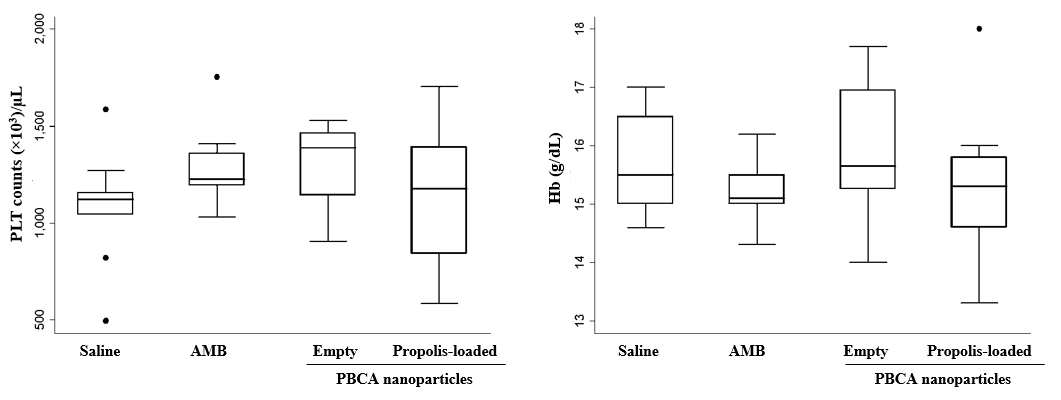 PLT counts (×10³)/μL
2,000
1,500
1,000
500
Saline AMB Empty Propolis-loaded
PBCA nanoparticles
Hb (g/dL)
18
17
16
15
14
13
Saline AMB Empty Propolis-loaded
PBCA nanoparticles